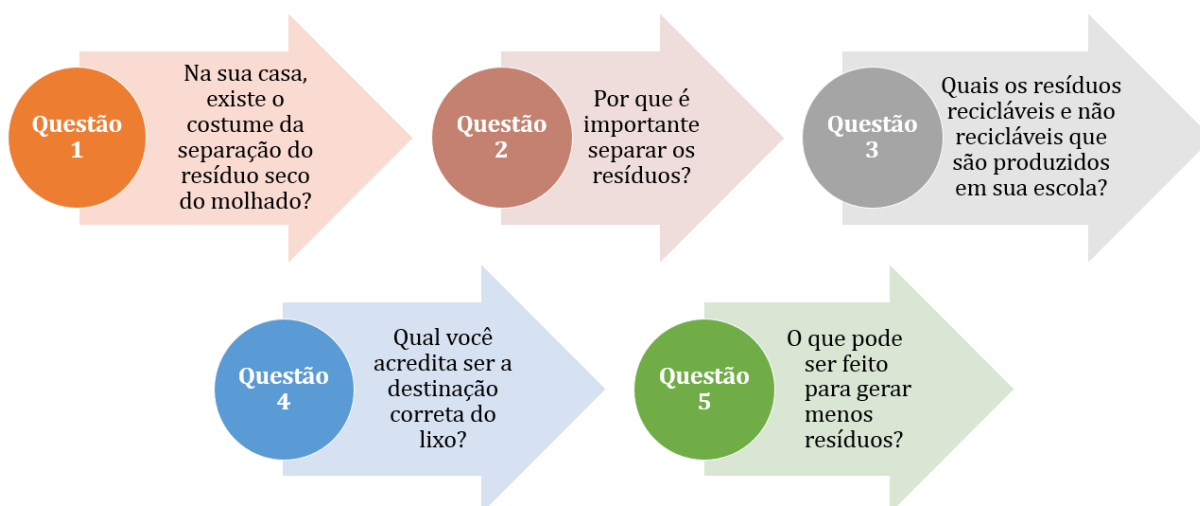 Questão
1
Na sua casa,
existe o
costume da
separação do
resíduo seco
do molhado?
Questão
2
Por que é
importante
separar os
resíduos?
Questão
3
Quais os resíduos
recicláveis e não
recicláveis que
são produzidos
em sua escola?
Questão
4
Qual você
acredita ser a
destinação
correta do
lixo?
Questão
5
O que pode
ser feito
para gerar
menos
resíduos?